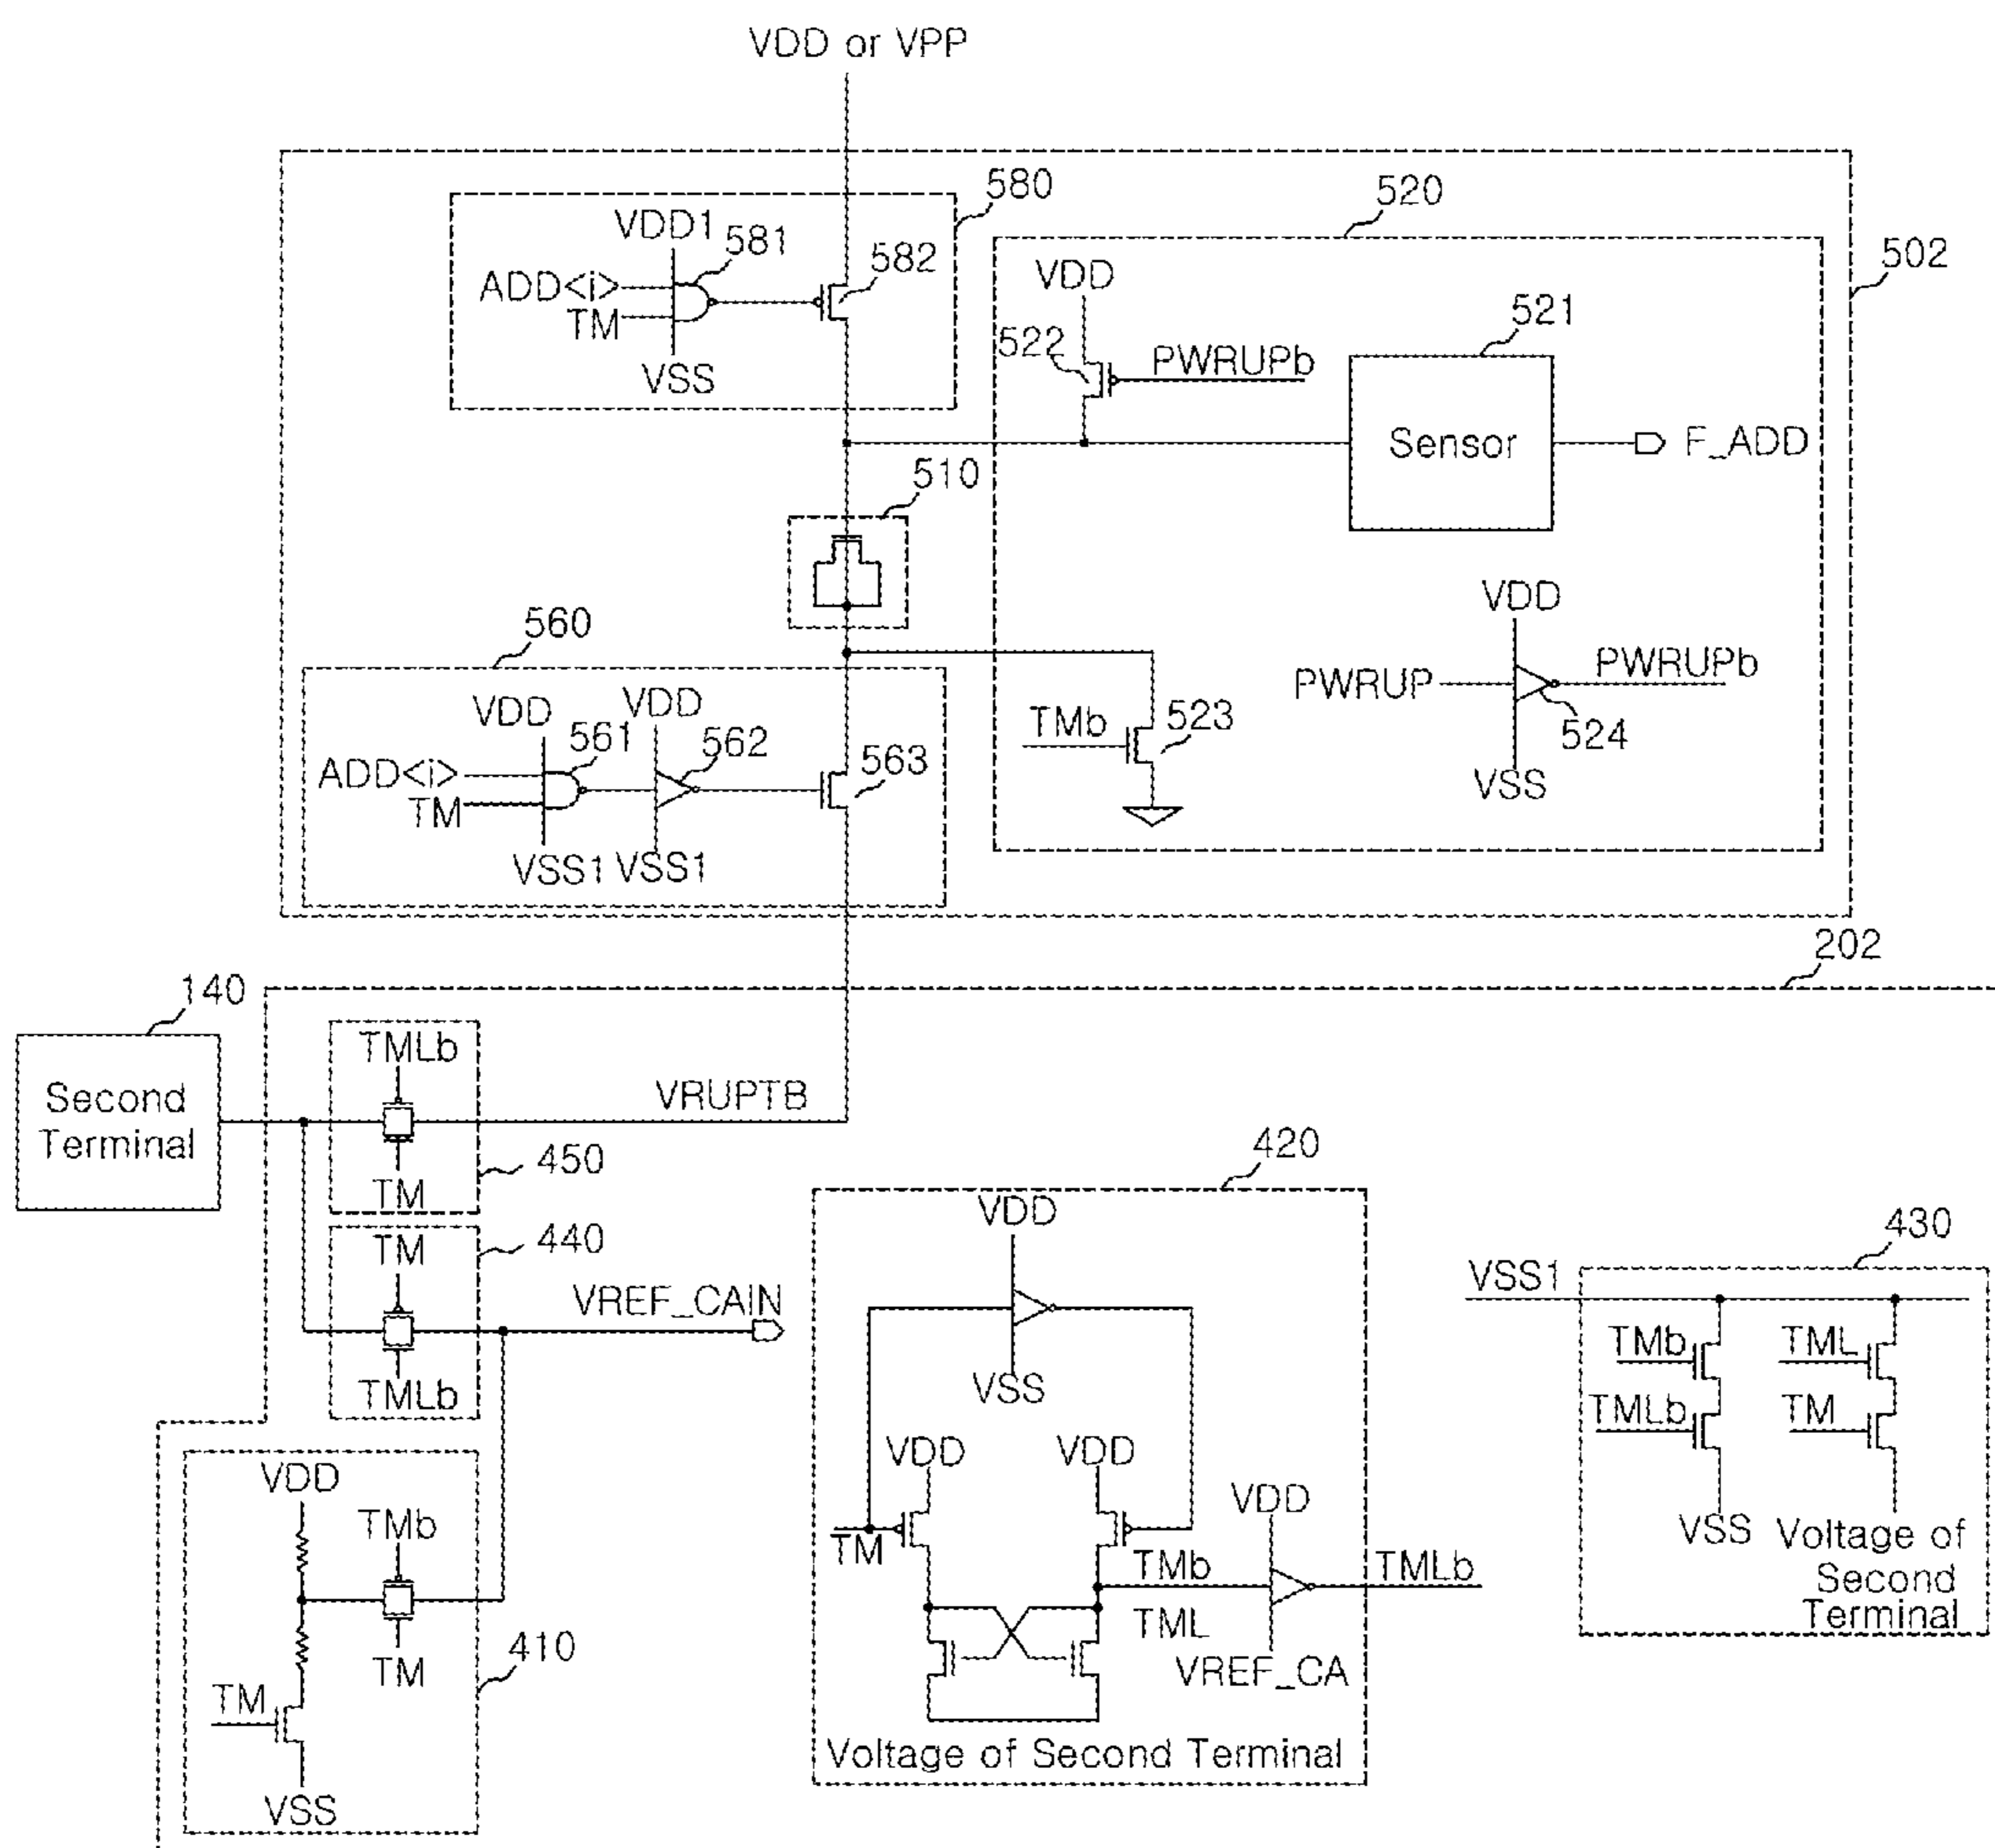 VDD or VPP
580
520
502
VDD1
581
582
ADD<i>
TM
VSS
VDD
522
PWRUPb
521
Sensor
F_ADD
510
560
VDD
PWRUP
PWRUPb
524
VSS
VDD
VDD
561
562
563
ADD<i>
TM
VSS1
VSS1
TMb
523
202
140
Second
Terminal
TMLb
VRUPTB
450
TM
TM
440
VREF_CAIN
TMLb
420
VDD
VSS
VDD
VDD
VDD
TM
TMb
TMLb
TML
VREF_CA
Voltage of Second Terminal
430
VSS1
TMb
TML
TMLb
TM
VSS
Voltage of
Second
Terminal
VDD
TMb
410
TM
TM
VSS